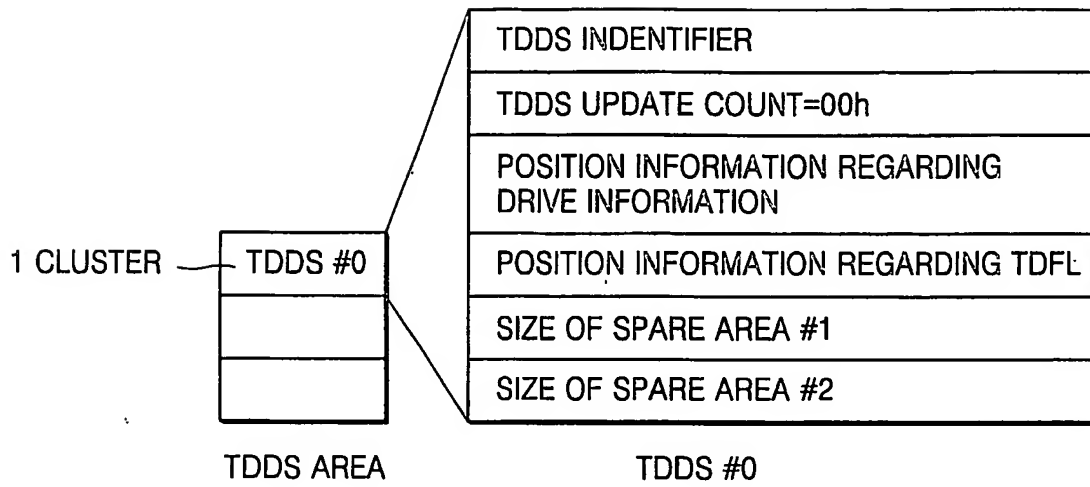 TDDS INDENTIFIER
TDDS UPDATE COUNT=00h
POSITION INFORMATION REGARDING
DRIVE INFORMATION
1 CLUSTER
TDDS #0
POSITION INFORMATION REGARDING TDFL
SIZE OF SPARE AREA #1
SIZE OF SPARE AREA #2
TDDS AREA
TDDS #0